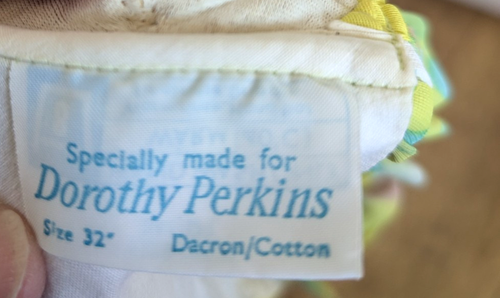 Specially made for
Dorothy Perkins
Size 32"
Dacron/Cotton